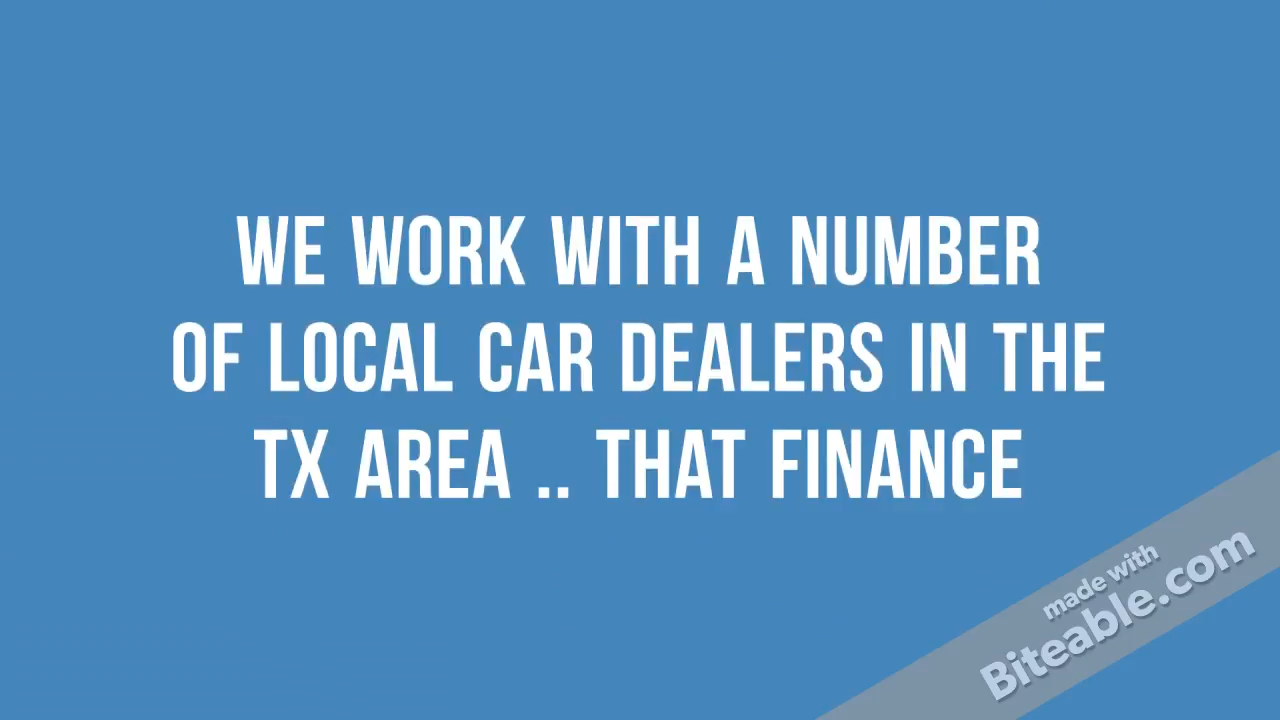 WE WORK WITH A NUMBER
OF LOCAL CAR DEALERS IN THE
TX AREA .. THAT FINANCE
made with
Biteable.com